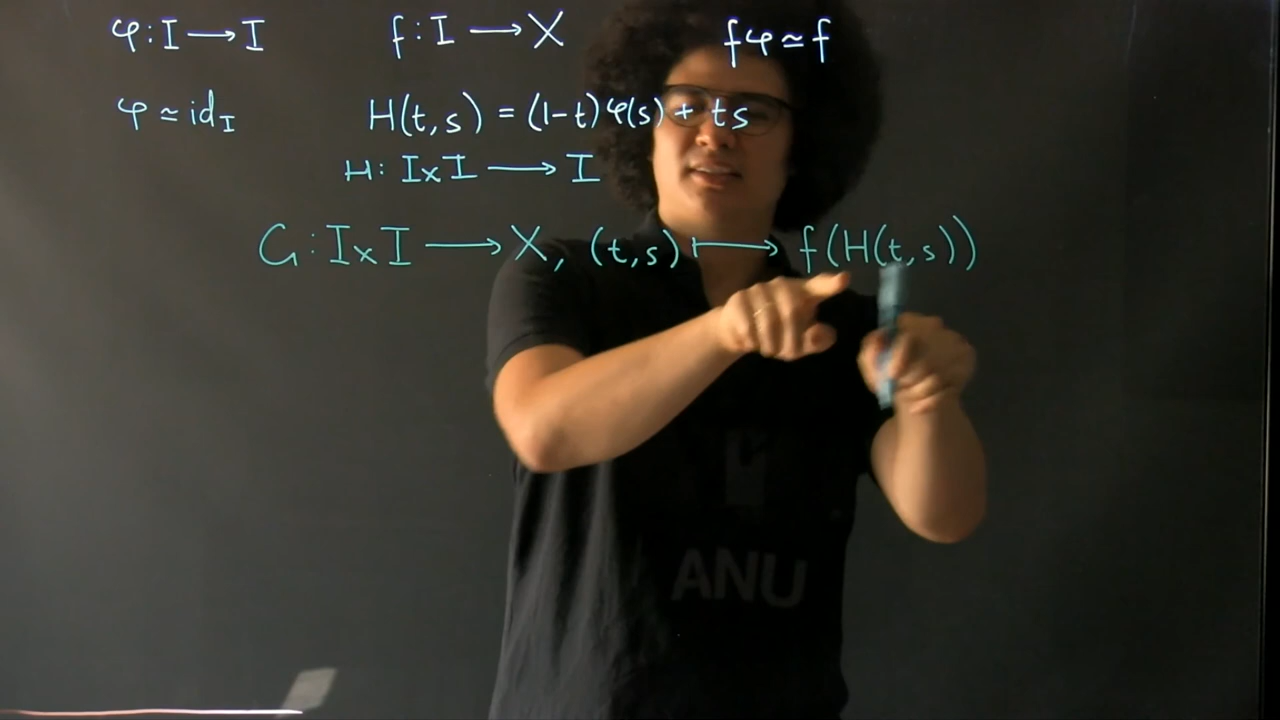 φ : I ⟶ I f : I ⟶ X fφ ≃ f
φ ≃ id_I H(t,s) = (1-t)φ(s) + ts
H : I×I ⟶ I
G : I×I ⟶ X, (t,s) ⟼ f(H(t,s))
ANU